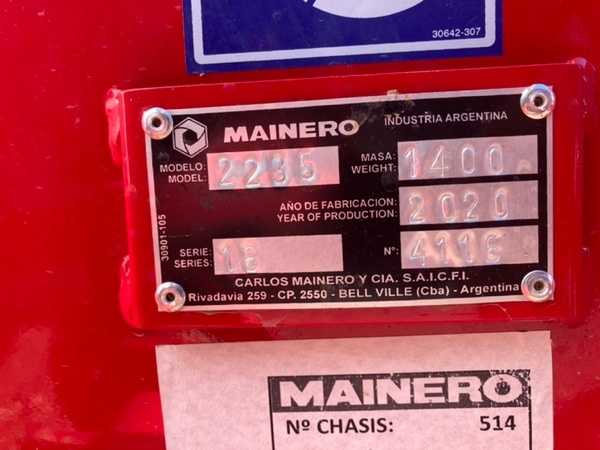 30642-307
MAINERO INDUSTRIA ARGENTINA
MODELO:
MODEL: 2235
MASA:
WEIGHT: 1400
AÑO DE FABRICACION:
YEAR OF PRODUCTION: 2020
30901-105
SERIE:
SERIES: 16
Nº: 4116
CARLOS MAINERO Y CIA. S.A.I.C.F.I.
Rivadavia 259 - CP. 2550 - BELL VILLE (Cba) - Argentina
MAINERO
Nº CHASIS: 514